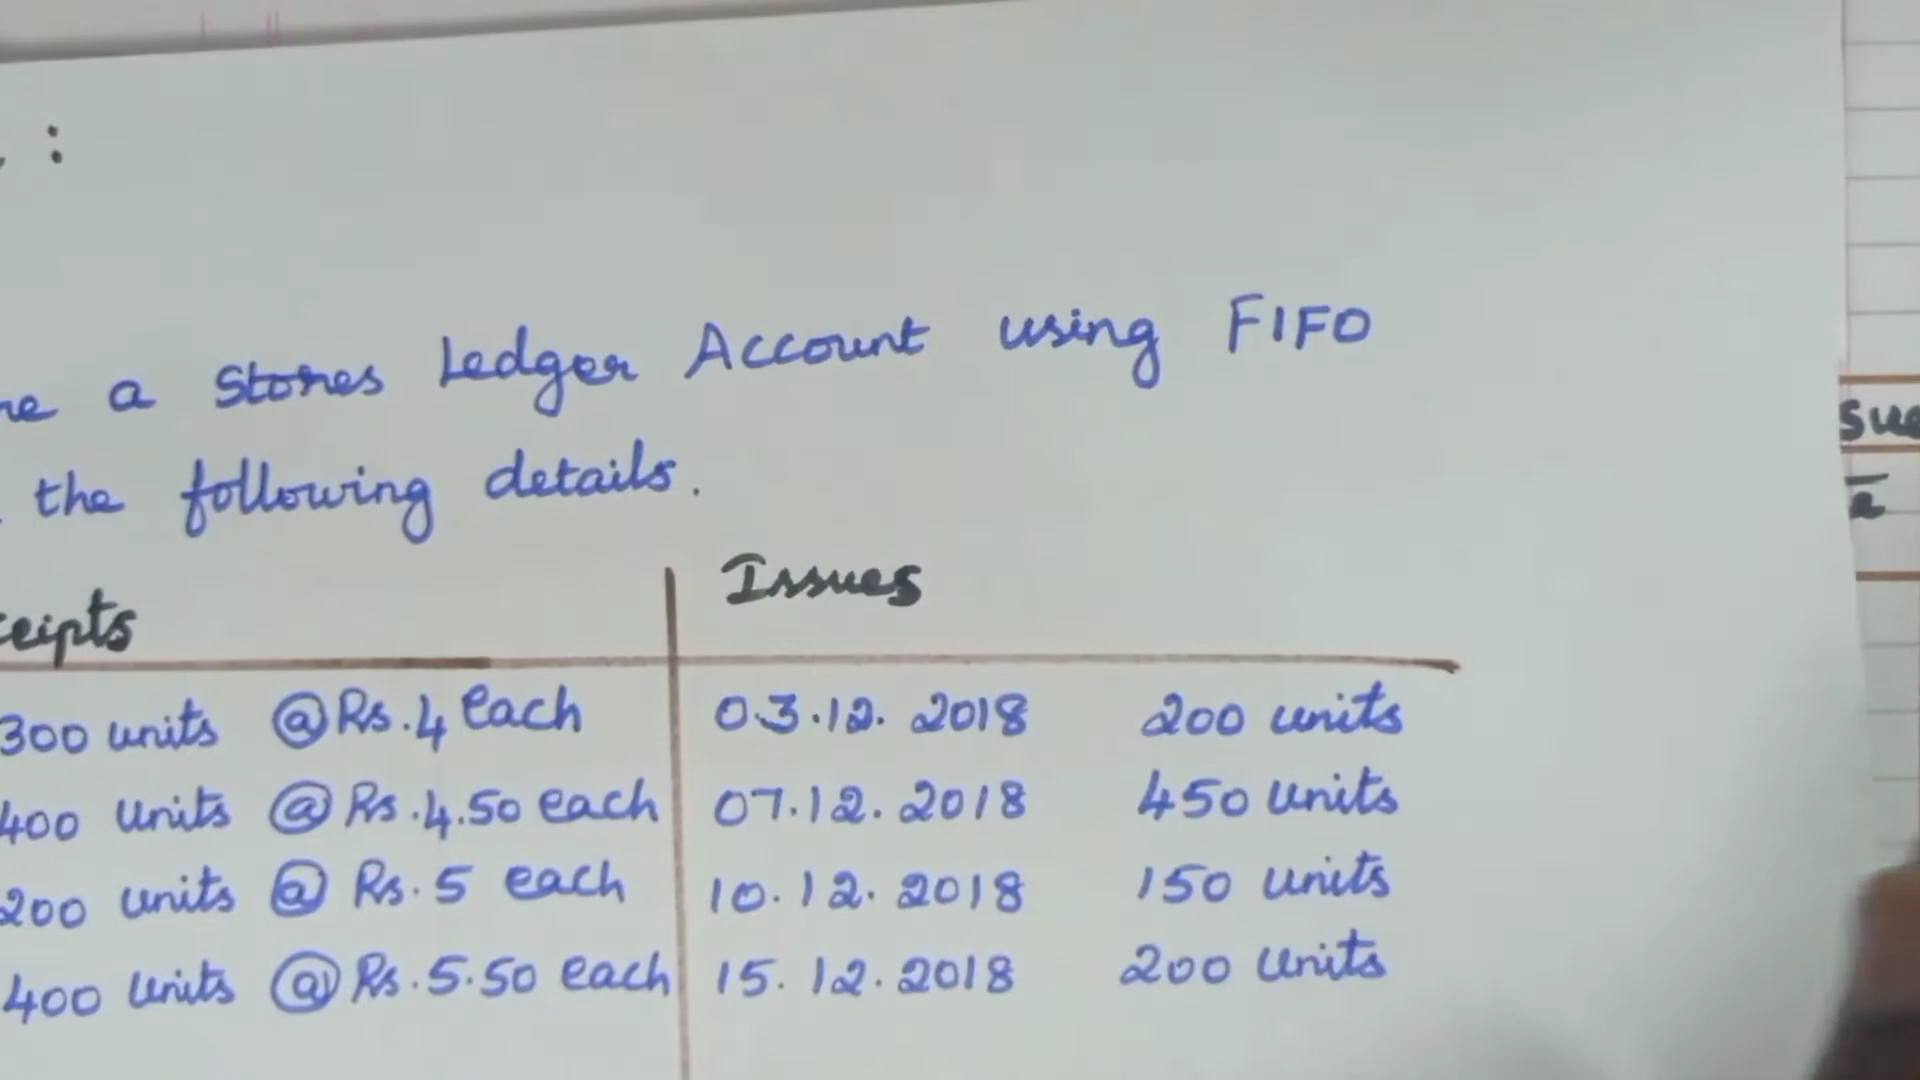 :
a Stores Ledger Account using FIFO
the following details.
Issues
300 units @ Rs. 4 each 03.12.2018 200 units
400 units @ Rs. 4.50 each 07.12.2018 450 units
200 units @ Rs. 5 each 10.12.2018 150 units
400 units @ Rs. 5.50 each 15.12.2018 200 units